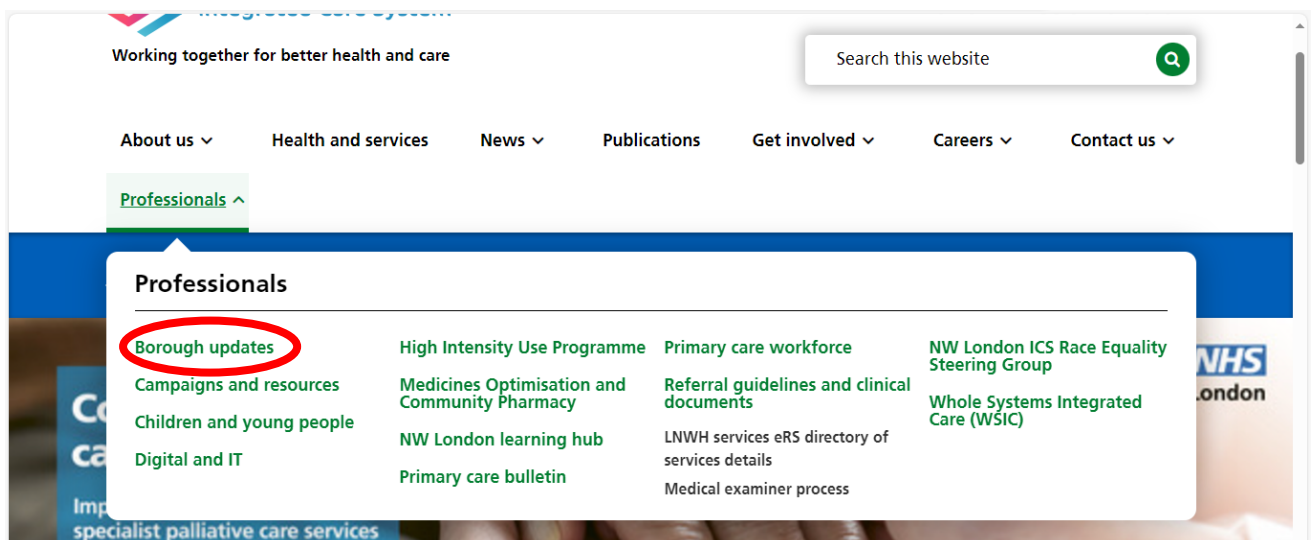 Integrated Care System
Working together for better health and care
Search this website
About us
Health and services
News
Publications
Get involved
Careers
Contact us
Professionals
Professionals
Borough updates
Campaigns and resources
Children and young people
Digital and IT
High Intensity Use Programme
Medicines Optimisation and
Community Pharmacy
NW London learning hub
Primary care bulletin
Primary care workforce
Referral guidelines and clinical
documents
LNWH services eRS directory of
services details
Medical examiner process
NW London ICS Race Equality
Steering Group
Whole Systems Integrated
Care (WSIC)
NHS
London
specialist palliative care services